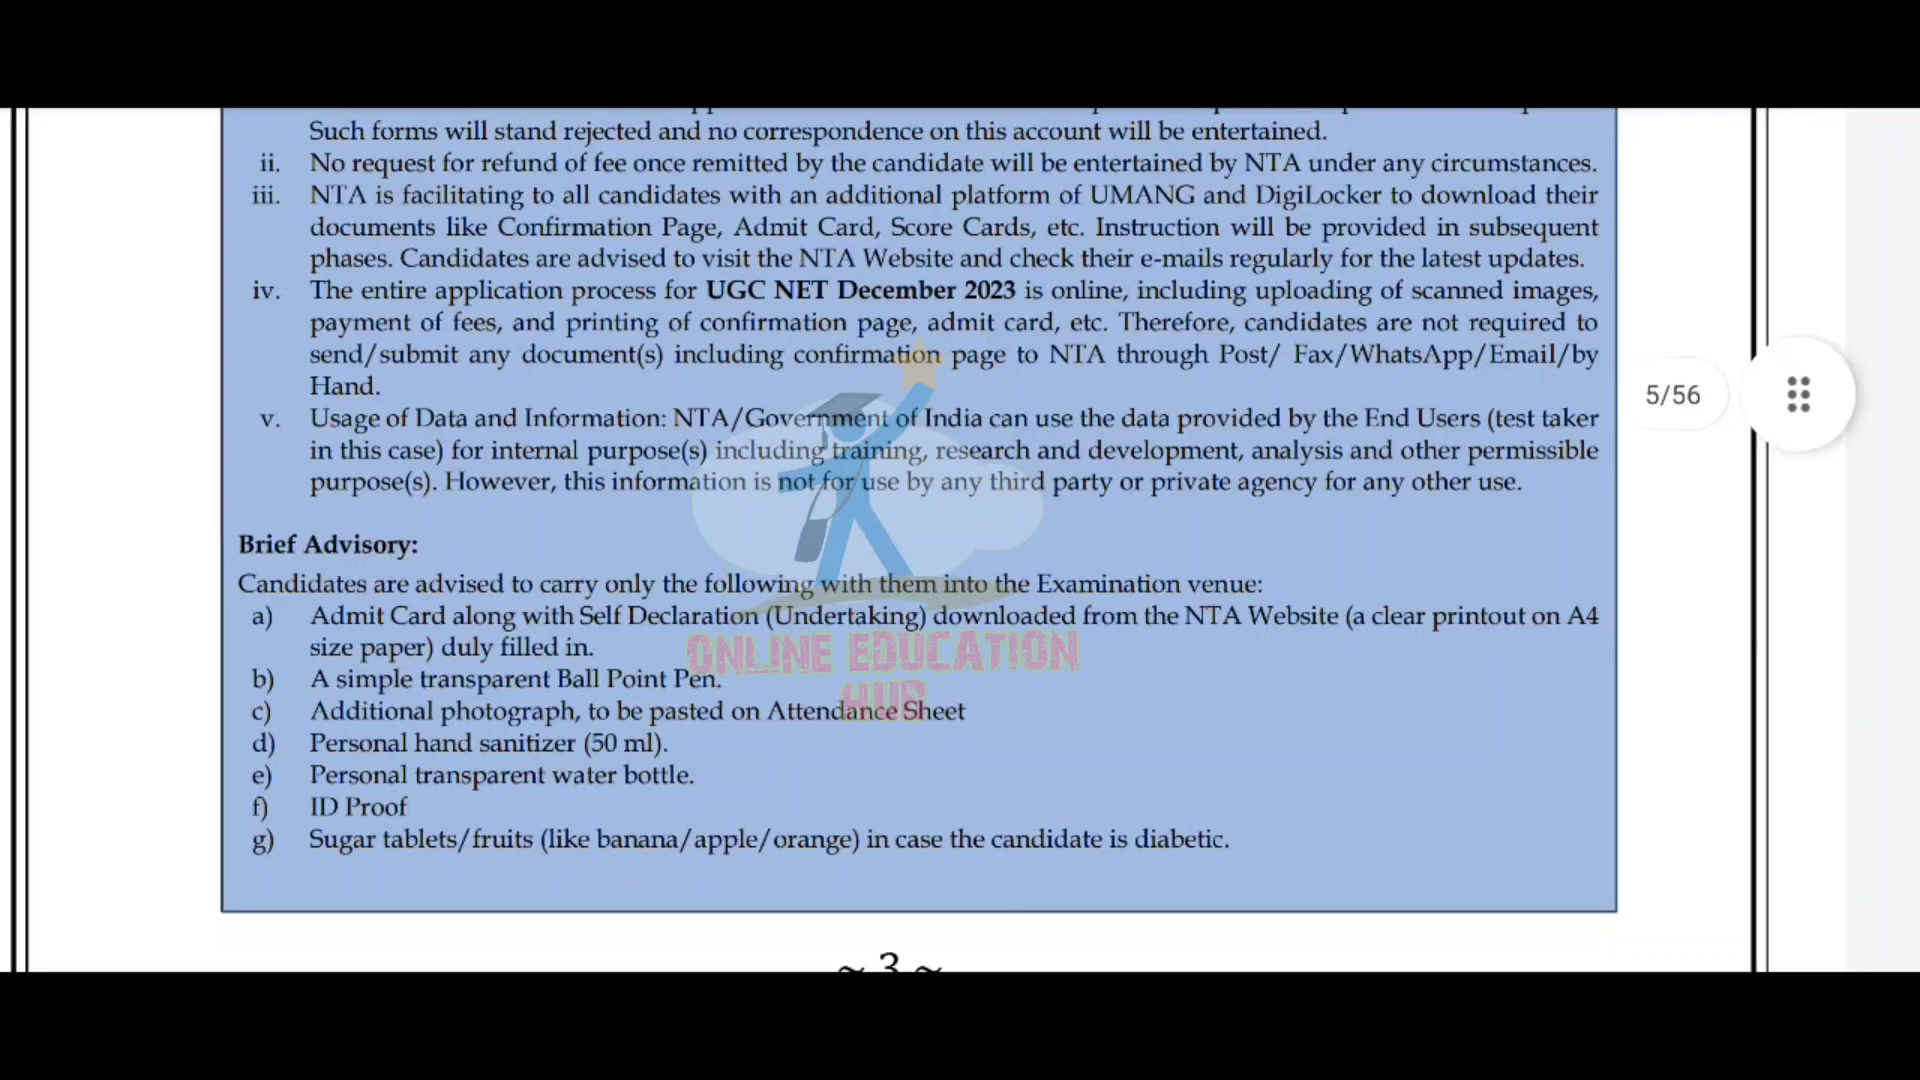 Such forms will stand rejected and no correspondence on this account will be entertained.
ii. No request for refund of fee once remitted by the candidate will be entertained by NTA under any circumstances.
iii. NTA is facilitating to all candidates with an additional platform of UMANG and DigiLocker to download their
documents like Confirmation Page, Admit Card, Score Cards, etc. Instruction will be provided in subsequent
phases. Candidates are advised to visit the NTA Website and check their e-mails regularly for the latest updates.
iv. The entire application process for UGC NET December 2023 is online, including uploading of scanned images,
payment of fees, and printing of confirmation page, admit card, etc. Therefore, candidates are not required to
send/submit any document(s) including confirmation page to NTA through Post/ Fax/WhatsApp/Email/by
Hand.
5/56
v. Usage of Data and Information: NTA/Government of India can use the data provided by the End Users (test taker
in this case) for internal purpose(s) including training, research and development, analysis and other permissible
purpose(s). However, this information is not for use by any third party or private agency for any other use.
Brief Advisory:
Candidates are advised to carry only the following with them into the Examination venue:
a) Admit Card along with Self Declaration (Undertaking) downloaded from the NTA Website (a clear printout on A4
size paper) duly filled in.
ONLINE EDUCATION
HUB
b) A simple transparent Ball Point Pen.
c) Additional photograph, to be pasted on Attendance Sheet
d) Personal hand sanitizer (50 ml).
e) Personal transparent water bottle.
f) ID Proof
g) Sugar tablets/fruits (like banana/apple/orange) in case the candidate is diabetic.
~ 3 ~